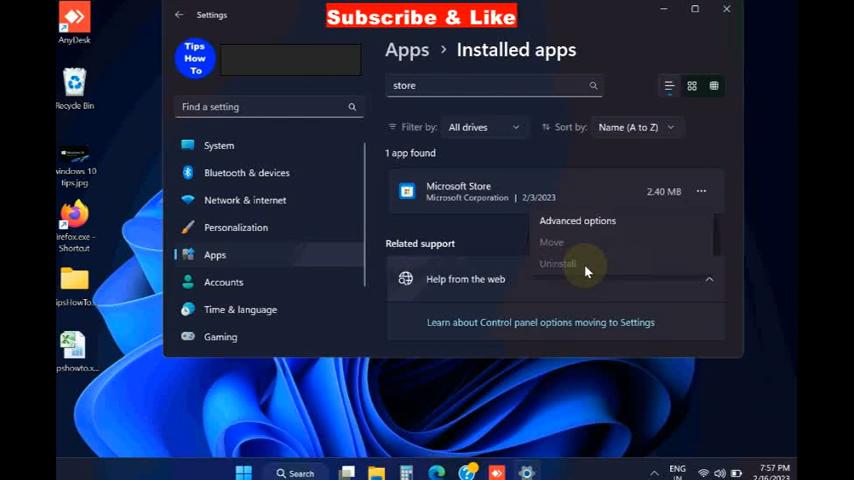 Subscribe & Like
AnyDesk
Recycle Bin
windows 10
tips.jpg
firefox.exe -
Shortcut
tipsHowTo
pshowto.x...
Settings
Tips
How
To
Find a setting
System
Bluetooth & devices
Network & internet
Personalization
Apps
Accounts
Time & language
Gaming
Apps > Installed apps
store
Filter by: All drives
Sort by: Name (A to Z)
1 app found
Microsoft Store
Microsoft Corporation | 2/3/2023
2.40 MB
Advanced options
Move
Uninstall
Related support
Help from the web
Learn about Control panel options moving to Settings
Search
ENG
IN
7:57 PM
2/16/2023